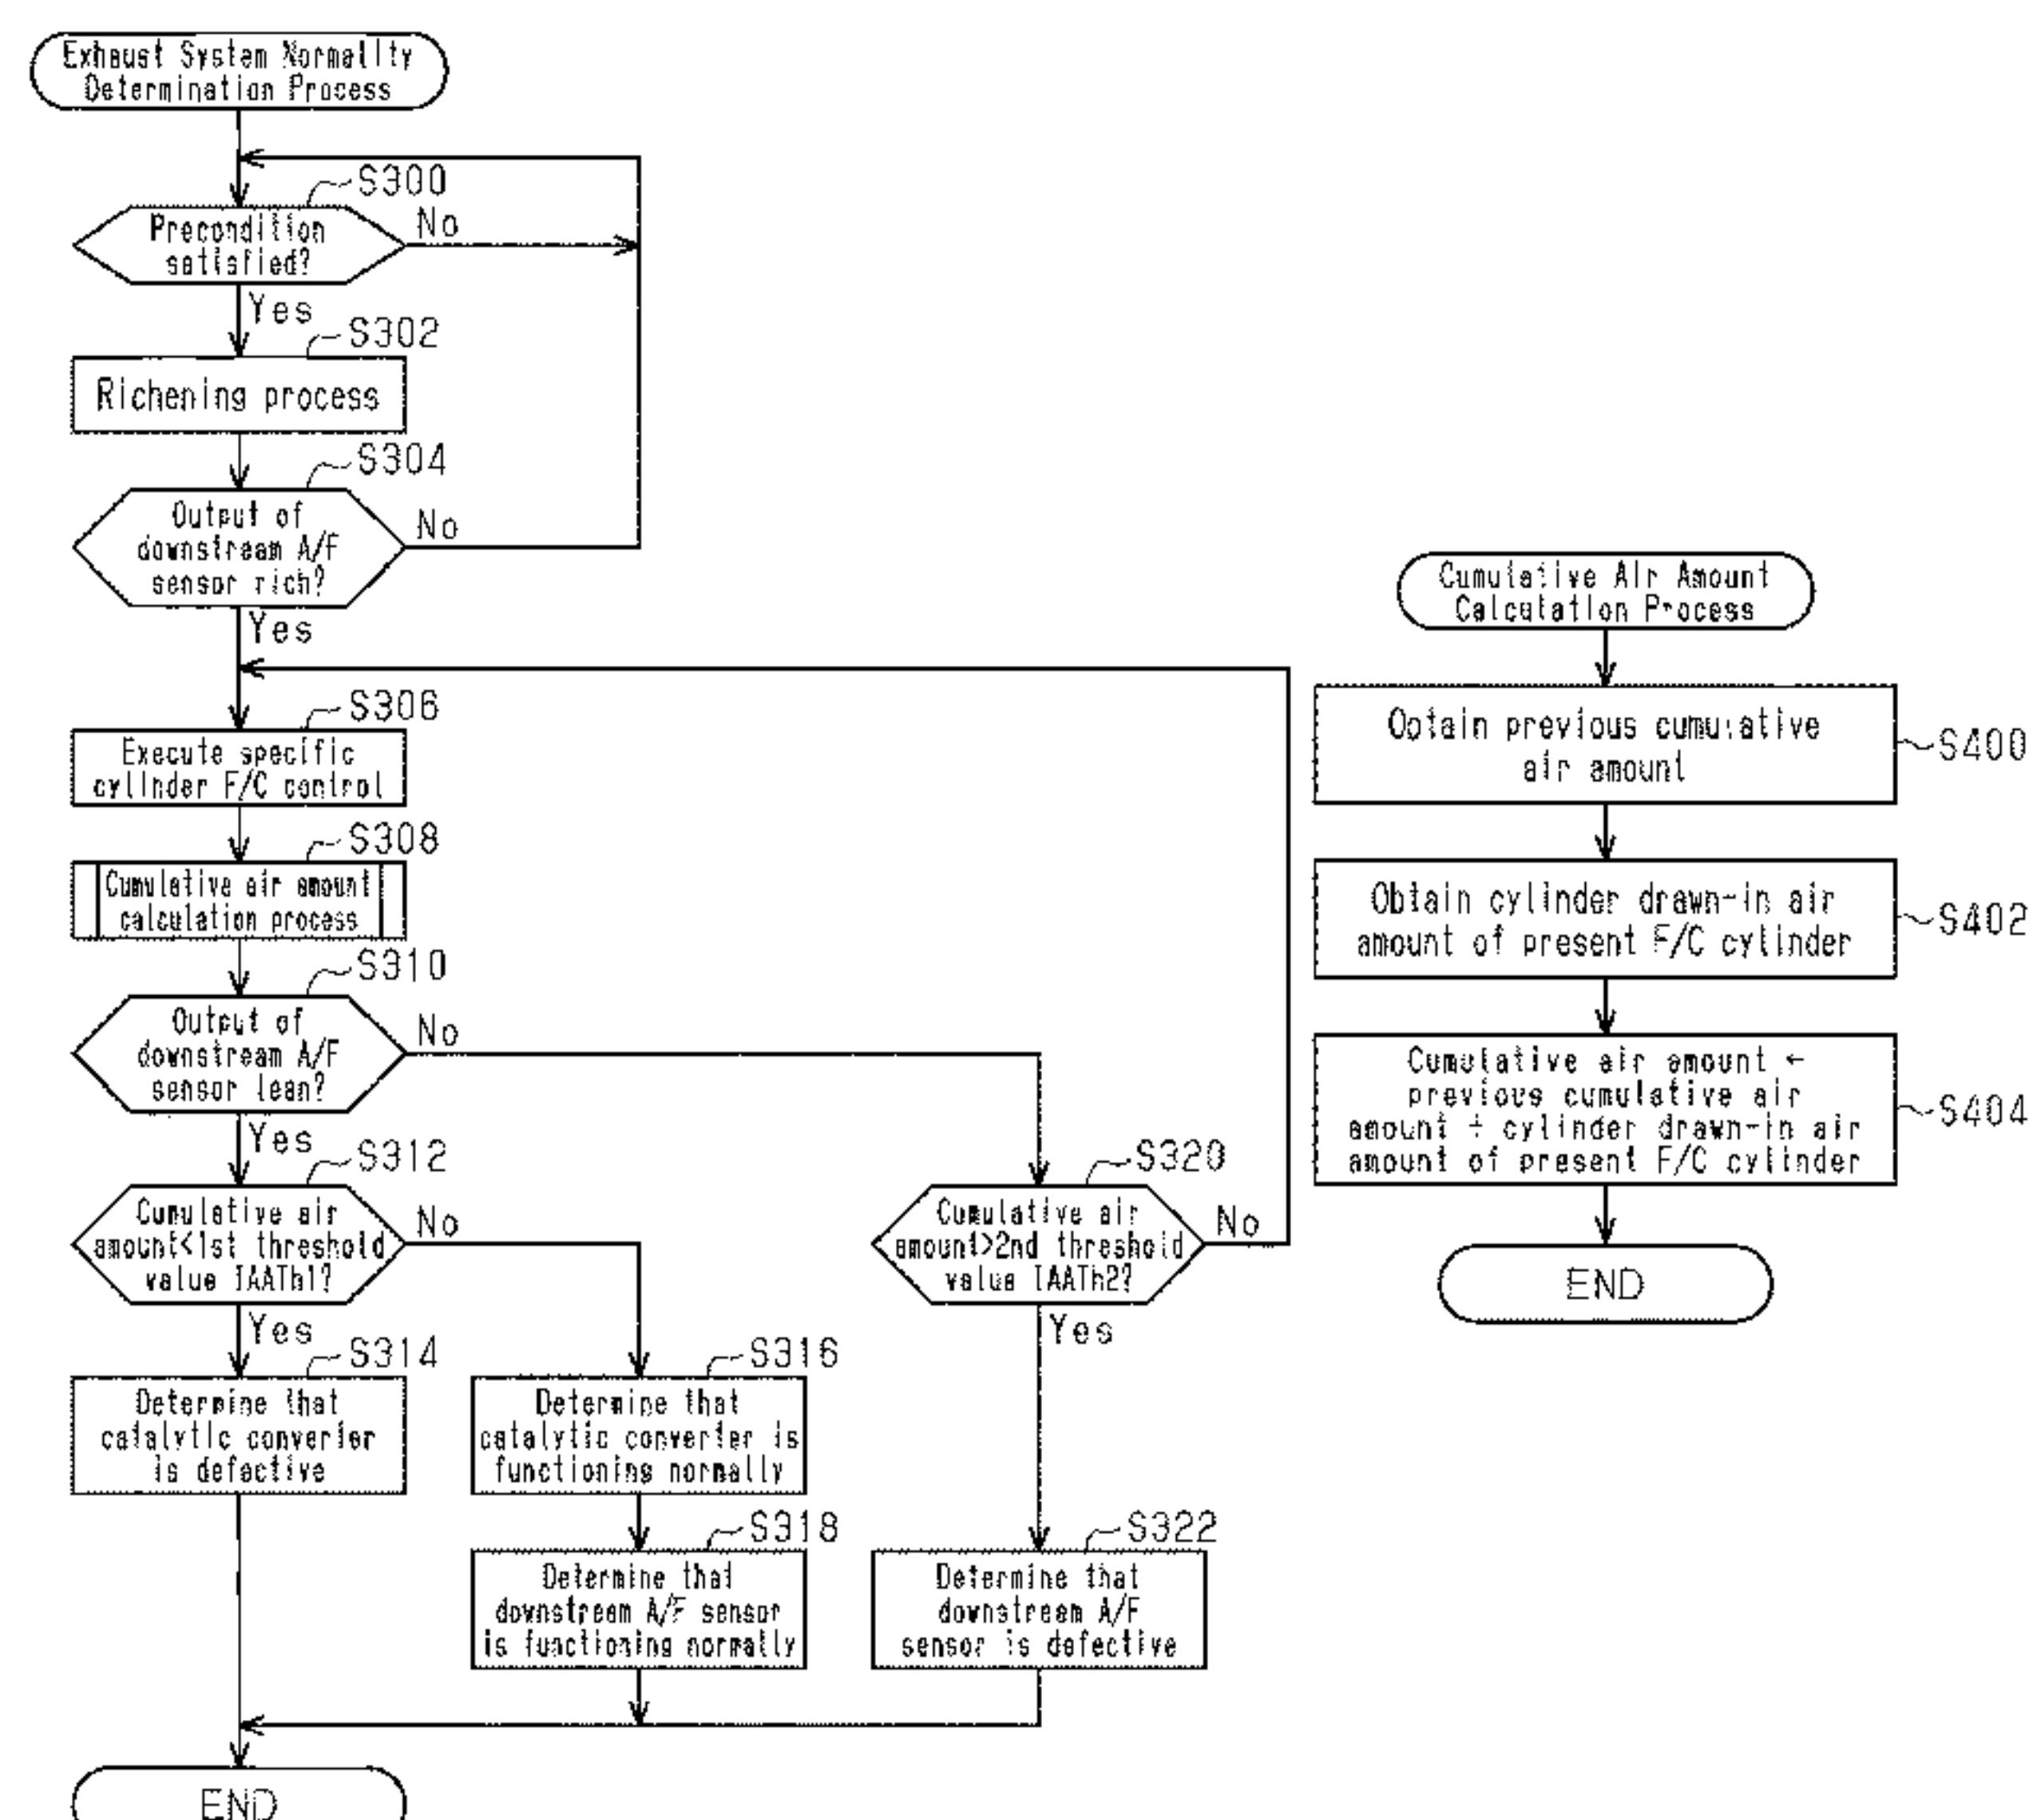 Exhaust System Normality
Determination Process
S300
Precondition
satisfied?
No
Yes
S302
Richening process
S304
Output of
downstream A/F
sensor rich?
No
Yes
S306
Execute specific
cylinder F/C control
S308
Cumulative air amount
calculation process
S310
Output of
downstream A/F
sensor lean?
No
Yes
S312
Cumulative air
amount<1st threshold
value IAATh1?
No
Yes
S314
Determine that
catalytic converter
is defective
S316
Determine that
catalytic converter is
functioning normally
S318
Determine that
downstream A/F sensor
is functioning normally
S320
Cumulative air
amount>2nd threshold
value IAATh2?
No
Yes
S322
Determine that
downstream A/F
sensor is defective
END
Cumulative Air Amount
Calculation Process
Obtain previous cumulative
air amount
S400
Obtain cylinder drawn-in air
amount of present F/C cylinder
S402
Cumulative air amount ←
previous cumulative air
amount + cylinder drawn-in air
amount of present F/C cylinder
S404
END